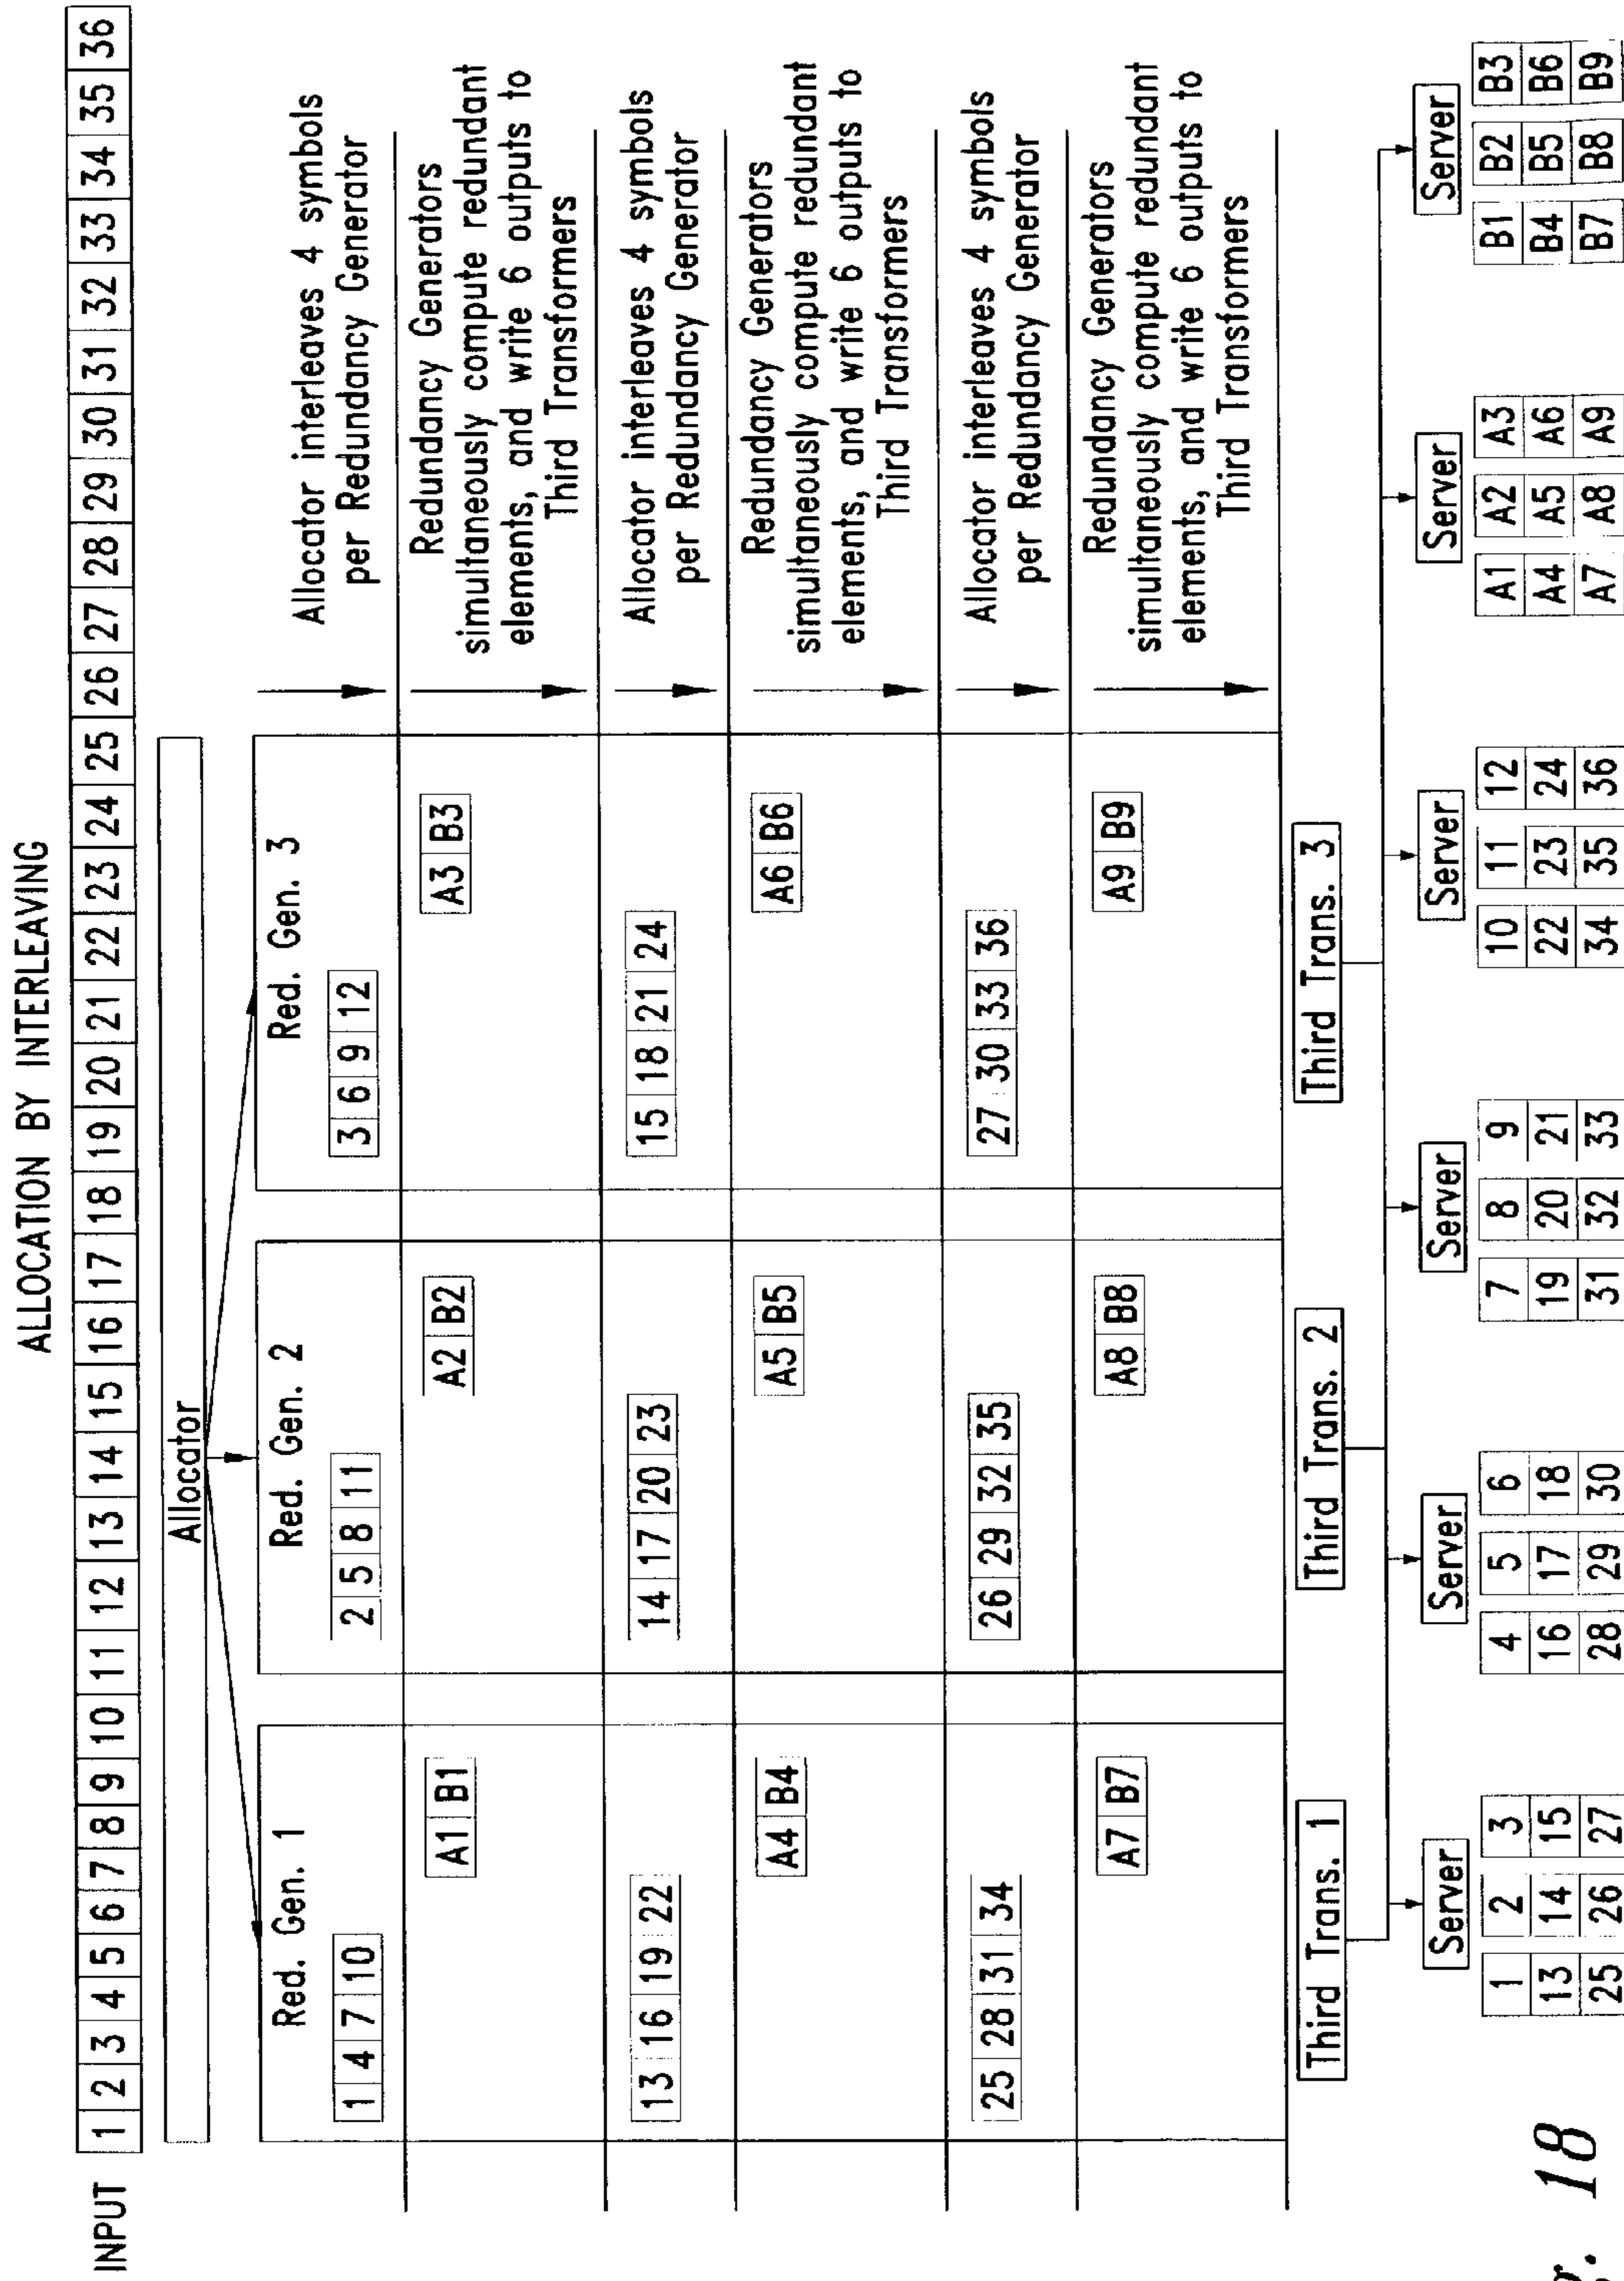 ALLOCATION BY INTERLEAVING
INPUT 1 2 3 4 5 6 7 8 9 10 11 12 13 14 15 16 17 18 19 20 21 22 23 24 25 26 27 28 29 30 31 32 33 34 35 36
Allocator
Red. Gen. 1
Red. Gen. 2
Red. Gen. 3
1 4 7 10
2 5 8 11
3 6 9 12
Allocator interleaves 4 symbols
per Redundancy Generator
A1 B1
A2 B2
A3 B3
Redundancy Generators
simultaneously compute redundant
elements, and write 6 outputs to
Third Transformers
13 16 19 22
14 17 20 23
15 18 21 24
Allocator interleaves 4 symbols
per Redundancy Generator
A4 B4
A5 B5
A6 B6
Redundancy Generators
simultaneously compute redundant
elements, and write 6 outputs to
Third Transformers
25 28 31 34
26 29 32 35
27 30 33 36
Allocator interleaves 4 symbols
per Redundancy Generator
A7 B7
A8 B8
A9 B9
Redundancy Generators
simultaneously compute redundant
elements, and write 6 outputs to
Third Transformers
Third Trans. 1
Third Trans. 2
Third Trans. 3
Server
1 2 3
13 14 15
25 26 27
Server
4 5 6
16 17 18
28 29 30
Server
7 8 9
19 20 21
31 32 33
Server
10 11 12
22 23 24
34 35 36
Server
A1 A2 A3
A4 A5 A6
A7 A8 A9
Server
B1 B2 B3
B4 B5 B6
B7 B8 B9
18